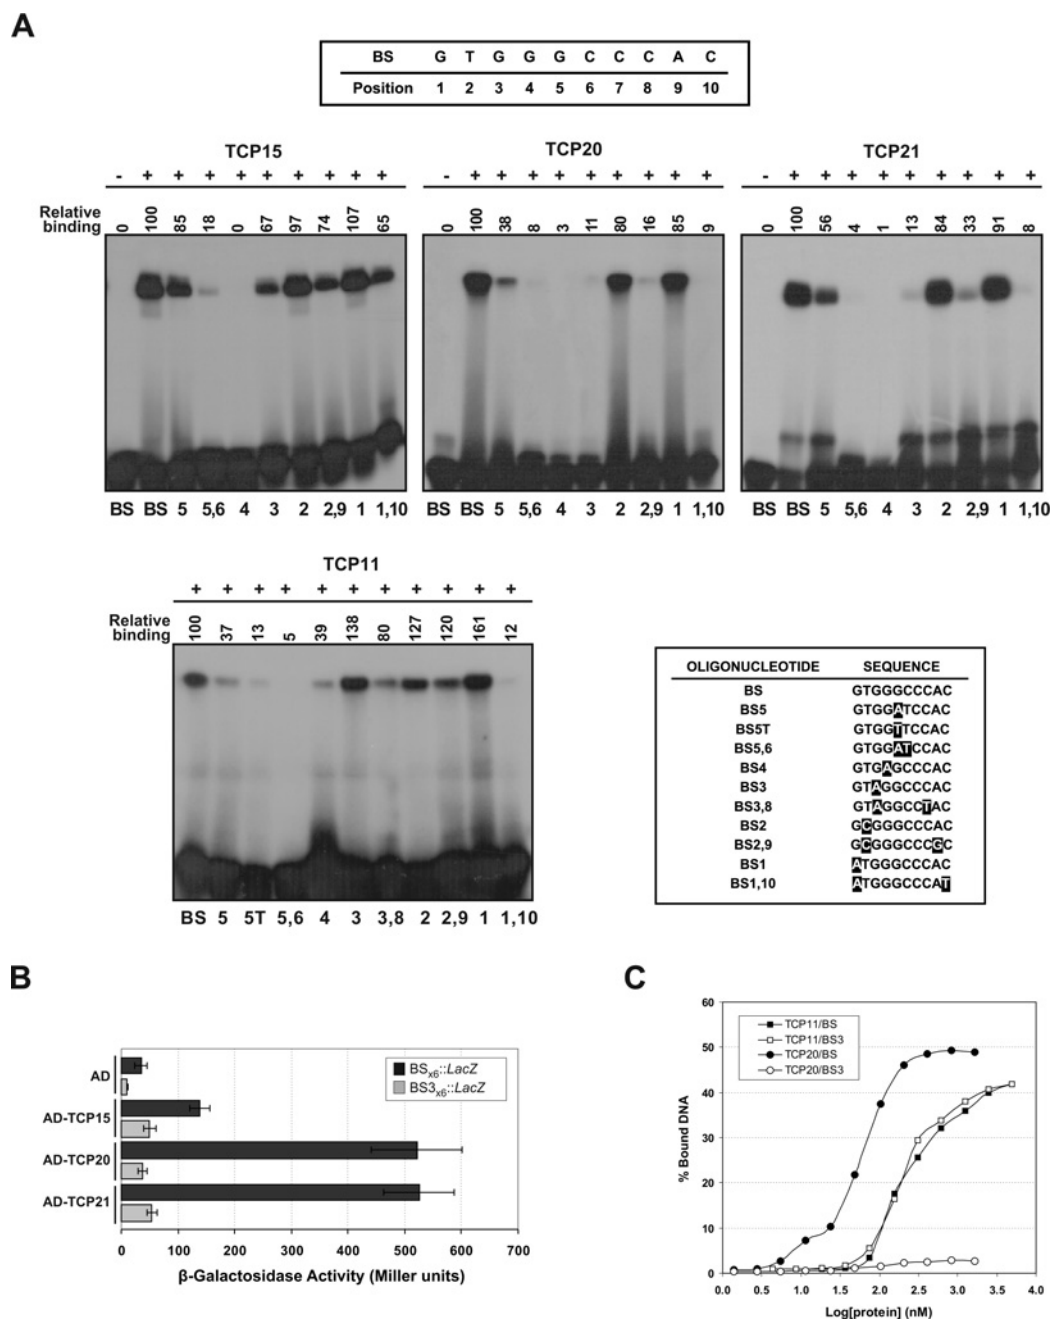 A
BS G T G G G C C C A C
Position 1 2 3 4 5 6 7 8 9 10
TCP15
- + + + + + + + + +
Relative binding 0 100 85 18 0 67 97 74 107 65
BS BS 5 5,6 4 3 2 2,9 1 1,10
TCP20
- + + + + + + + + +
0 100 38 8 3 11 80 16 85 9
BS BS 5 5,6 4 3 2 2,9 1 1,10
TCP21
- + + + + + + + + +
0 100 56 4 1 13 84 33 91 8
BS BS 5 5,6 4 3 2 2,9 1 1,10
TCP11
+ + + + + + + + + + +
Relative binding 100 37 13 5 39 138 80 127 120 161 12
BS 5 5T 5,6 4 3 3,8 2 2,9 1 1,10
OLIGONUCLEOTIDE SEQUENCE
BS GTGGGCCCAC
BS5 GTGGATCCAC
BS5T GTGGTTCCAC
BS5,6 GTGGATCCAC
BS4 GTGAGCCCAC
BS3 GTAGGCCCAC
BS3,8 GTAGGCCTAC
BS2 GCGGGCCCAC
BS2,9 GCGGGCCCGC
BS1 ATGGGCCCAC
BS1,10 ATGGGCCCAT
B
BSx6::LacZ
BS3x6::LacZ
AD
AD-TCP15
AD-TCP20
AD-TCP21
0 100 200 300 400 500 600 700
β-Galactosidase Activity (Miller units)
C
TCP11/BS
TCP11/BS3
TCP20/BS
TCP20/BS3
% Bound DNA
60
50
40
30
20
10
0
0.0 0.5 1.0 1.5 2.0 2.5 3.0 3.5 4.0
Log[protein] (nM)